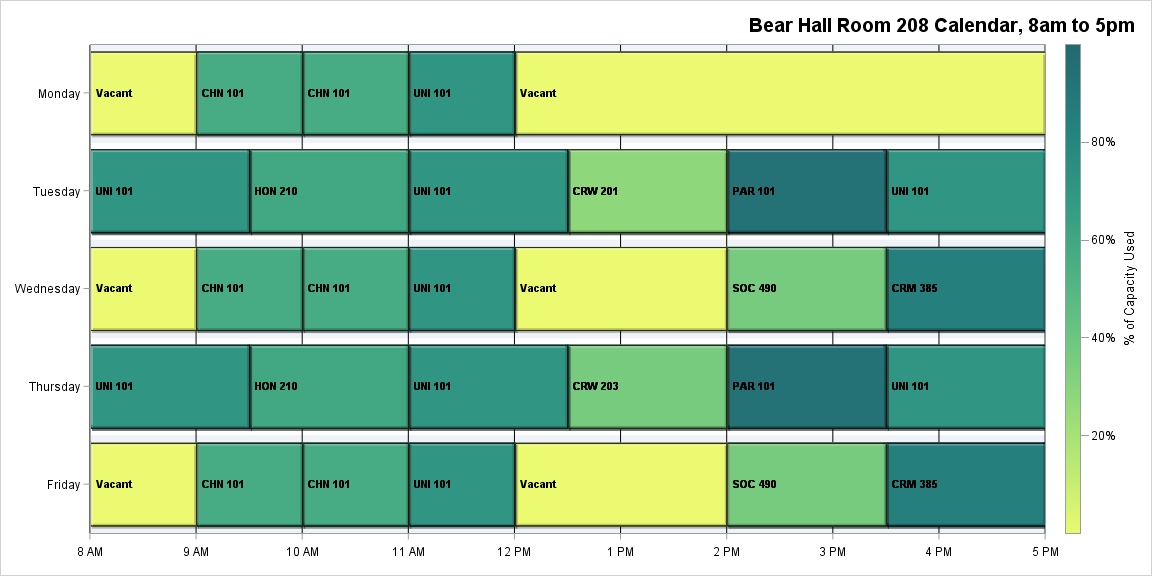 Bear Hall Room 208 Calendar, 8am to 5pm
Monday
Vacant
CHN 101
CHN 101
UNI 101
Vacant
Tuesday
UNI 101
HON 210
UNI 101
CRW 201
PAR 101
UNI 101
Wednesday
Vacant
CHN 101
CHN 101
UNI 101
Vacant
SOC 490
CRM 385
Thursday
UNI 101
HON 210
UNI 101
CRW 203
PAR 101
UNI 101
Friday
Vacant
CHN 101
CHN 101
UNI 101
Vacant
SOC 490
CRM 385
8 AM
9 AM
10 AM
11 AM
12 PM
1 PM
2 PM
3 PM
4 PM
5 PM
80%
60%
40%
20%
% of Capacity Used